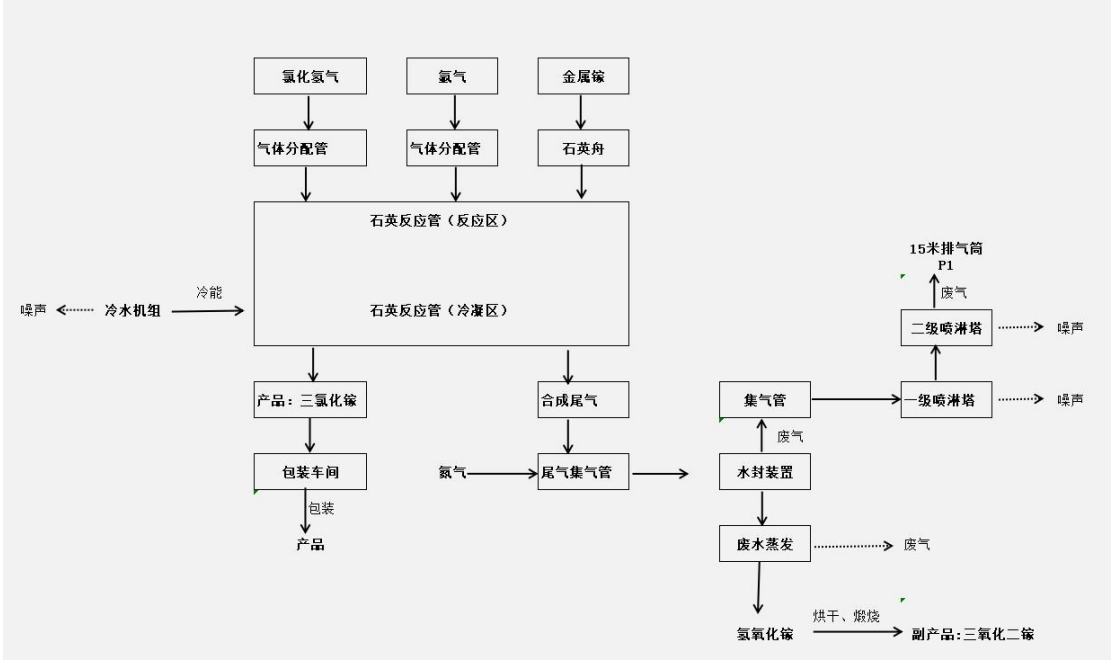 氯化氢气
氩气
金属镓
气体分配管
气体分配管
石英舟
石英反应管（反应区）
15米排气筒
P1
冷能
废气
噪声
冷水机组
石英反应管（冷凝区）
二级喷淋塔
噪声
产品：三氯化镓
合成尾气
集气管
一级喷淋塔
噪声
废气
包装车间
氮气
尾气集气管
水封装置
包装
产品
废水蒸发
废气
烘干、煅烧
氢氧化镓
副产品:三氧化二镓